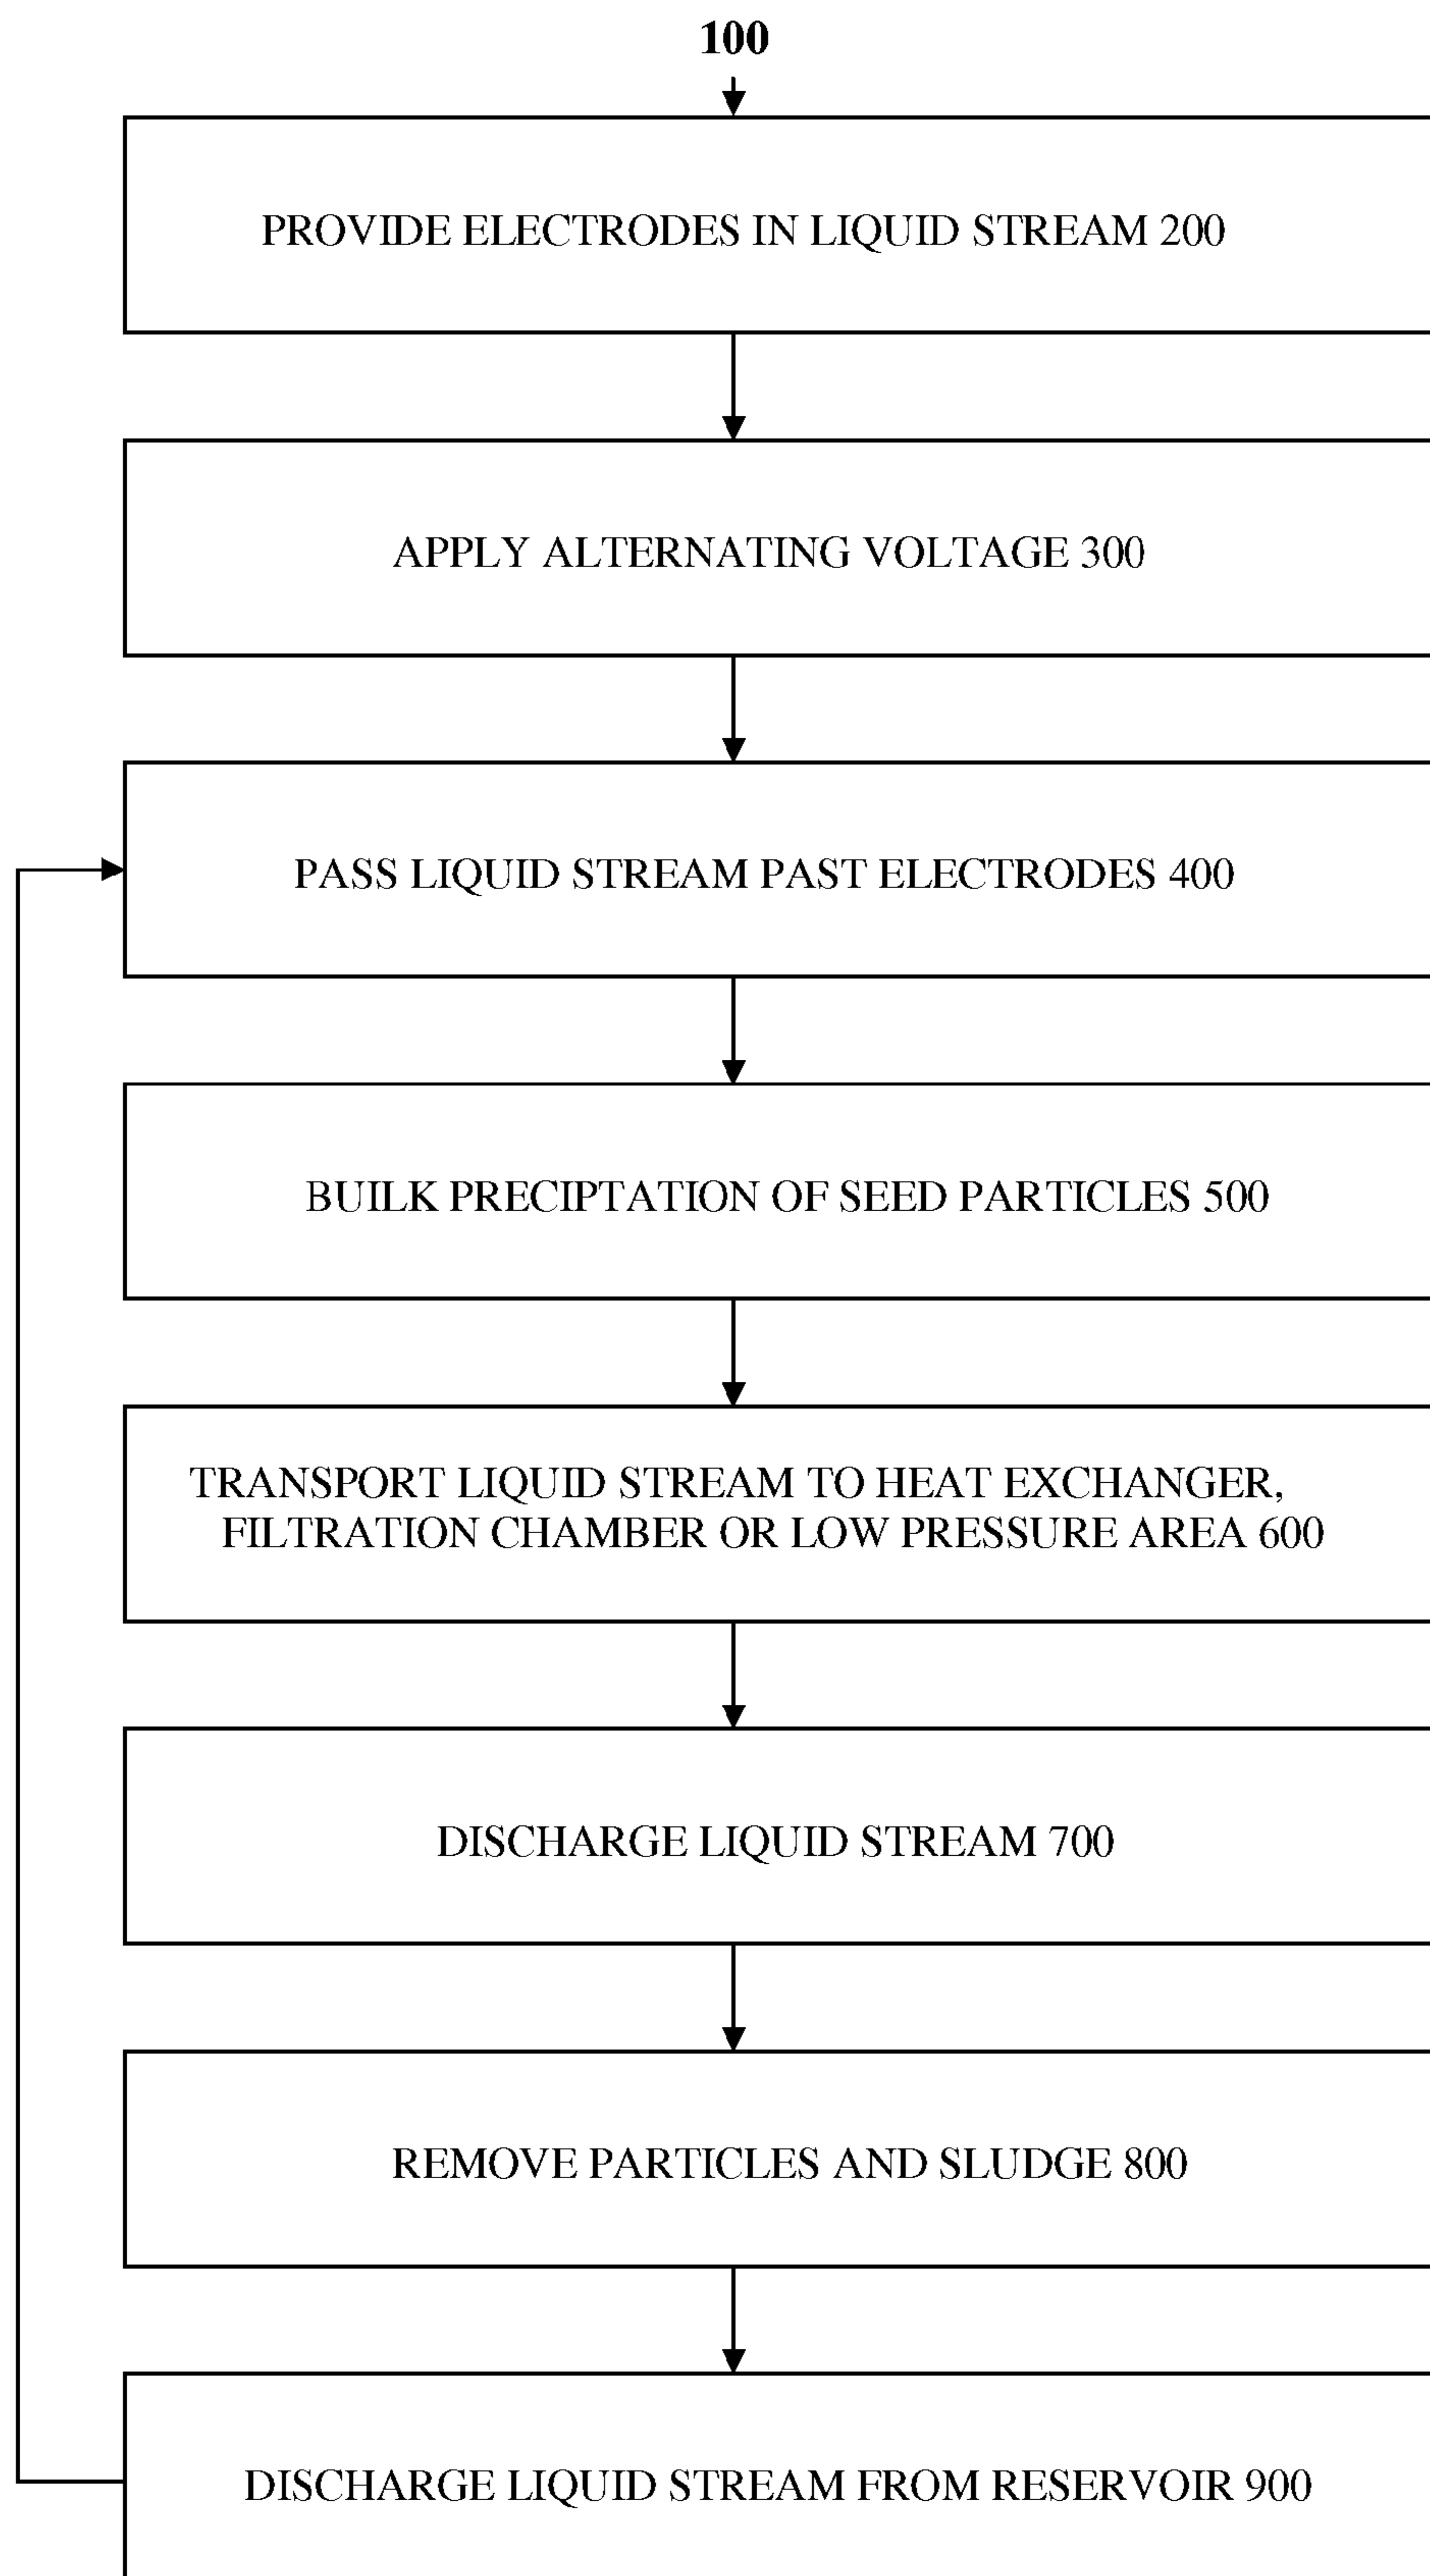 100
PROVIDE ELECTRODES IN LIQUID STREAM 200
APPLY ALTERNATING VOLTAGE 300
PASS LIQUID STREAM PAST ELECTRODES 400
BUILK PRECIPTATION OF SEED PARTICLES 500
TRANSPORT LIQUID STREAM TO HEAT EXCHANGER,
FILTRATION CHAMBER OR LOW PRESSURE AREA 600
DISCHARGE LIQUID STREAM 700
REMOVE PARTICLES AND SLUDGE 800
DISCHARGE LIQUID STREAM FROM RESERVOIR 900